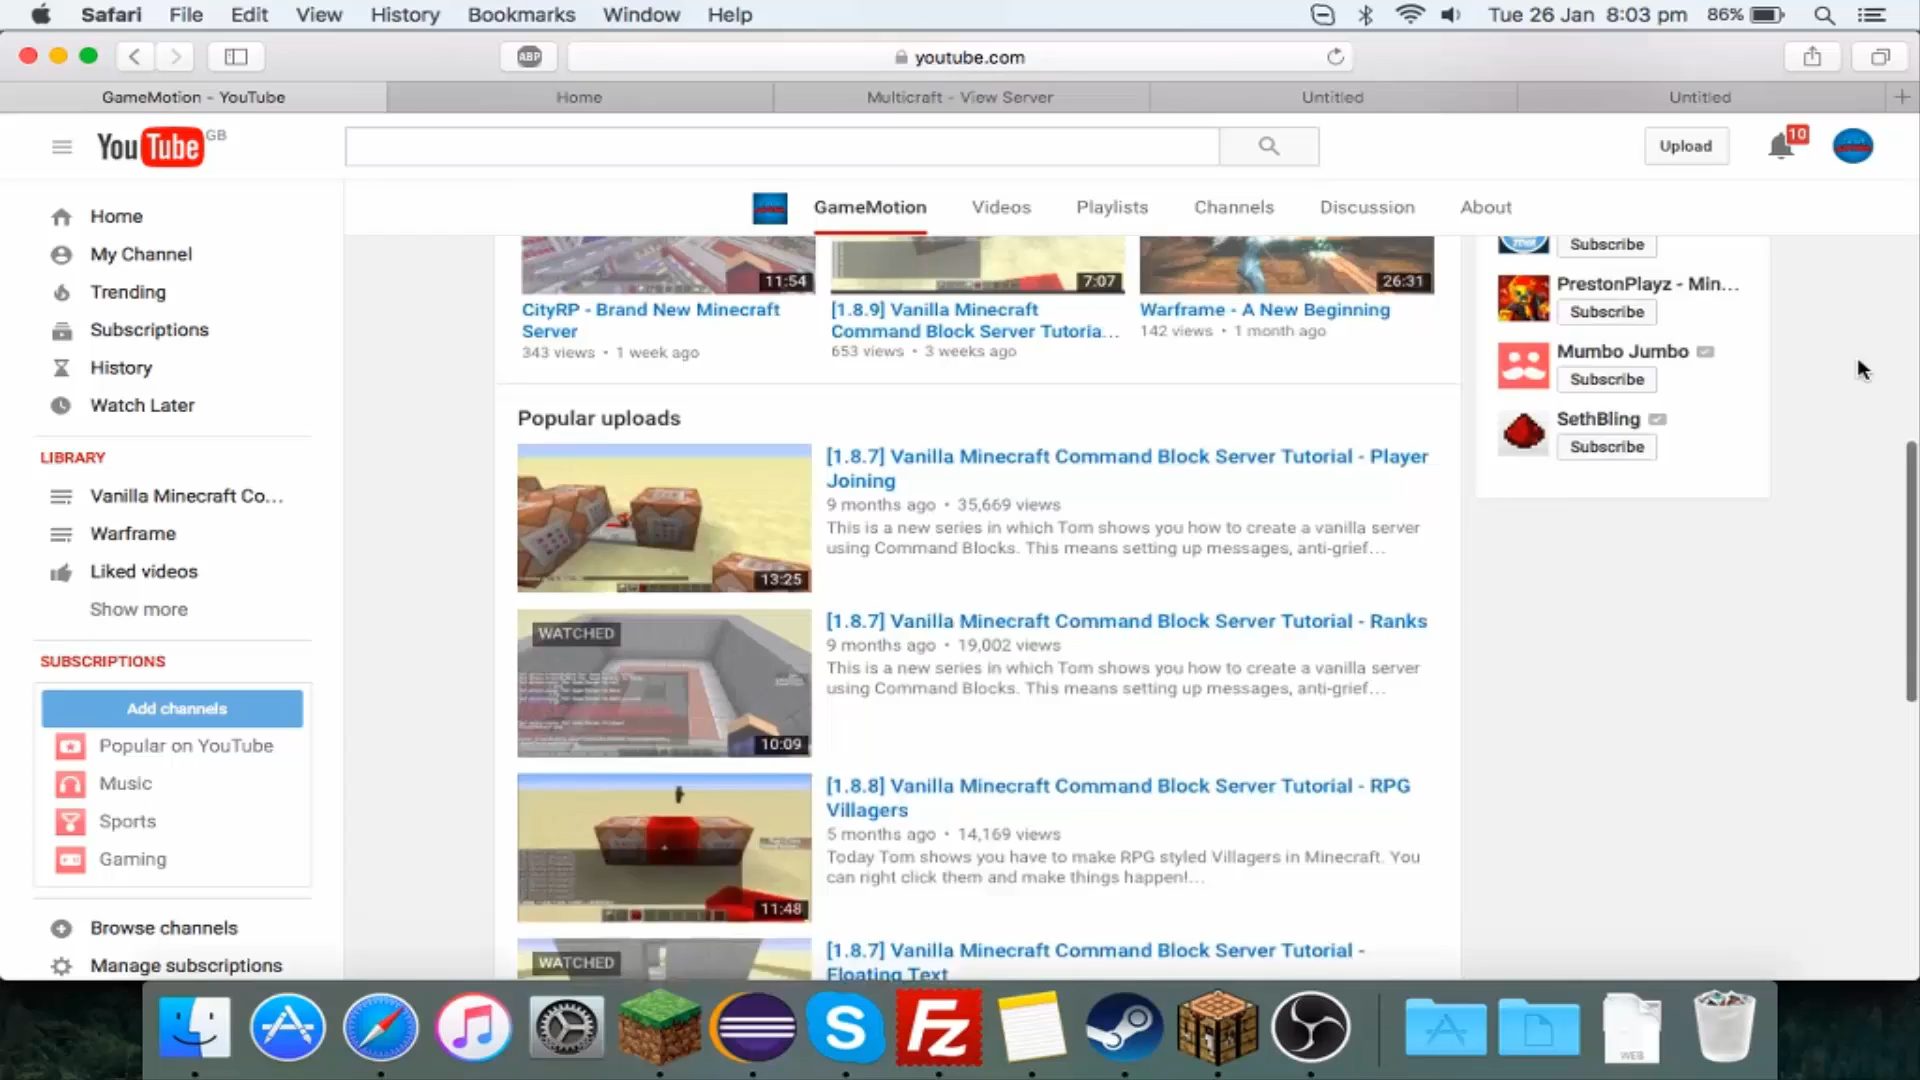 Safari File Edit View History Bookmarks Window Help Tue 26 Jan 8:03 pm 86%
ABP youtube.com
GameMotion - YouTube Home Multicraft - View Server Untitled Untitled
YouTube GB Upload 10
GameMotion Videos Playlists Channels Discussion About
Home
My Channel
Trending
Subscriptions
History
Watch Later
LIBRARY
Vanilla Minecraft Co...
Warframe
Liked videos
Show more
SUBSCRIPTIONS
Add channels
Popular on YouTube
Music
Sports
Gaming
Browse channels
Manage subscriptions
11:54
CityRP - Brand New Minecraft
Server
343 views • 1 week ago
7:07
[1.8.9] Vanilla Minecraft
Command Block Server Tutoria...
653 views • 3 weeks ago
26:31
Warframe - A New Beginning
142 views • 1 month ago
Popular uploads
13:25
[1.8.7] Vanilla Minecraft Command Block Server Tutorial - Player
Joining
9 months ago • 35,669 views
This is a new series in which Tom shows you how to create a vanilla server
using Command Blocks. This means setting up messages, anti-grief...
WATCHED
10:09
[1.8.7] Vanilla Minecraft Command Block Server Tutorial - Ranks
9 months ago • 19,002 views
This is a new series in which Tom shows you how to create a vanilla server
using Command Blocks. This means setting up messages, anti-grief...
11:48
[1.8.8] Vanilla Minecraft Command Block Server Tutorial - RPG
Villagers
5 months ago • 14,169 views
Today Tom shows you have to make RPG styled Villagers in Minecraft. You
can right click them and make things happen!...
WATCHED
[1.8.7] Vanilla Minecraft Command Block Server Tutorial -
Floating Text
Subscribe
PrestonPlayz - Min...
Subscribe
Mumbo Jumbo
Subscribe
SethBling
Subscribe
S
Fz
WEB